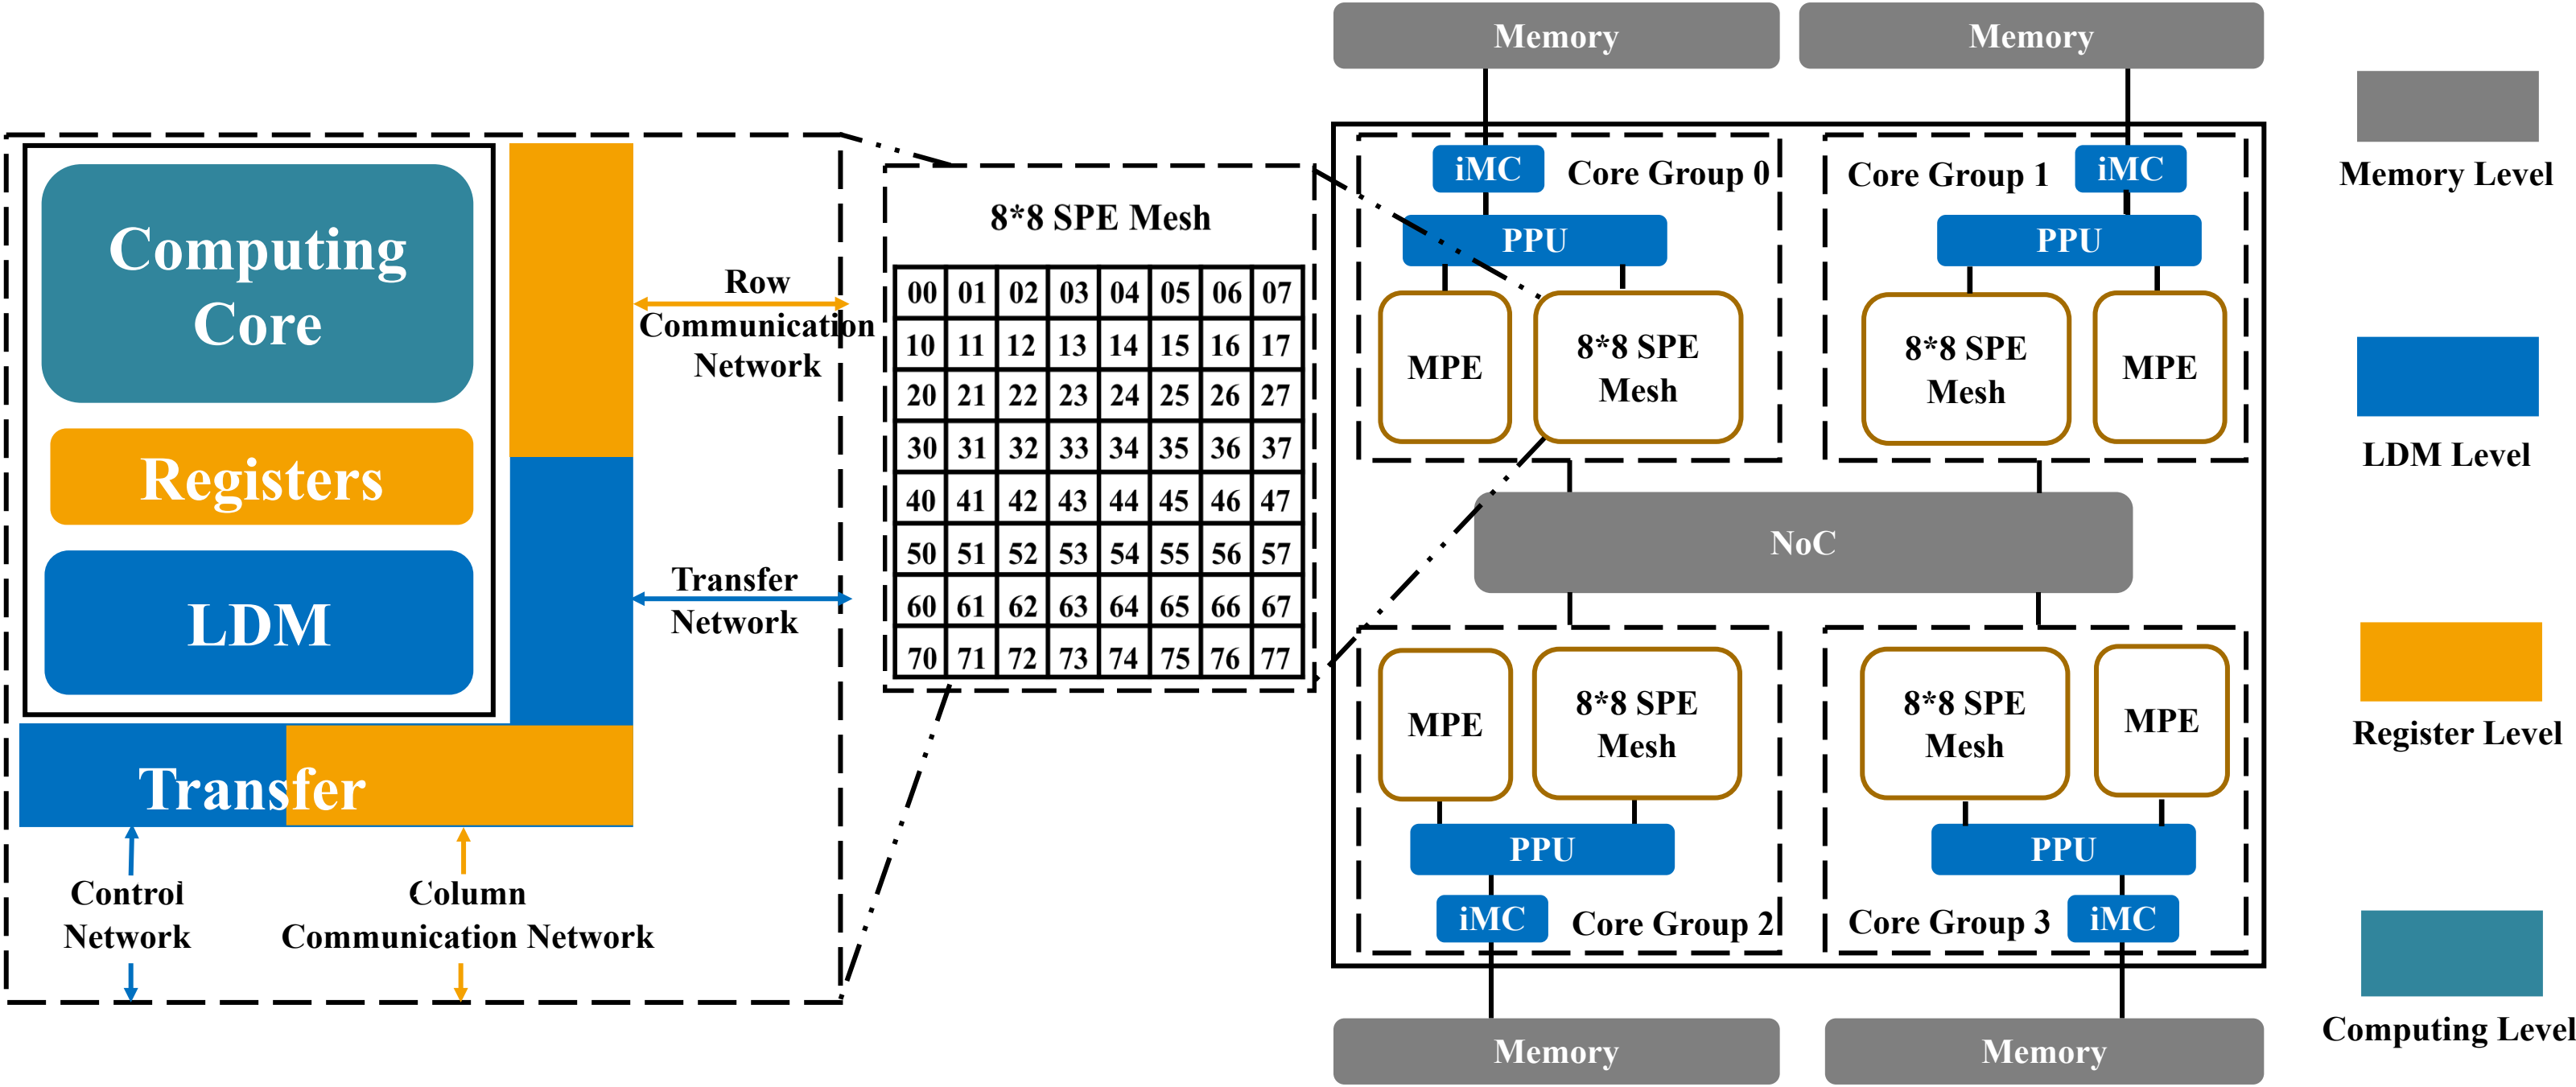 Computing
Core
Registers
LDM
Transfer
Row
Communication
Network
Transfer
Network
Control
Network
Column
Communication Network
8*8 SPE Mesh
00 01 02 03 04 05 06 07
10 11 12 13 14 15 16 17
20 21 22 23 24 25 26 27
30 31 32 33 34 35 36 37
40 41 42 43 44 45 46 47
50 51 52 53 54 55 56 57
60 61 62 63 64 65 66 67
70 71 72 73 74 75 76 77
Memory
Memory
iMC
Core Group 0
PPU
MPE
8*8 SPE
Mesh
Core Group 1
iMC
PPU
8*8 SPE
Mesh
MPE
NoC
MPE
8*8 SPE
Mesh
PPU
iMC
Core Group 2
8*8 SPE
Mesh
MPE
PPU
Core Group 3
iMC
Memory
Memory
Memory Level
LDM Level
Register Level
Computing Level